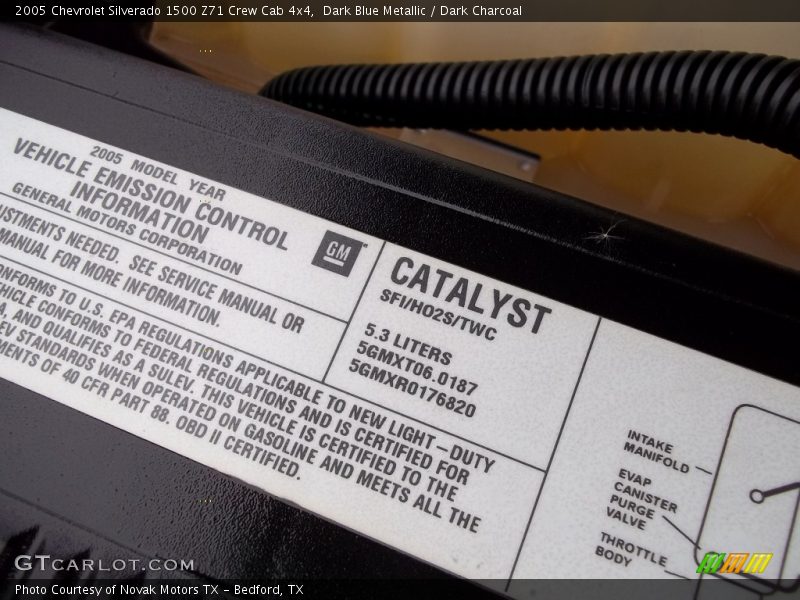 2005 Chevrolet Silverado 1500 Z71 Crew Cab 4x4,  Dark Blue Metallic / Dark Charcoal
2005 MODEL YEAR
VEHICLE EMISSION CONTROL
INFORMATION
GENERAL MOTORS CORPORATION
GM
NEEDED. SEE SERVICE MANUAL OR
MANUAL FOR MORE INFORMATION.
TO U.S. EPA REGULATIONS APPLICABLE TO NEW LIGHT-DUTY
CONFORMS TO FEDERAL REGULATIONS AND IS CERTIFIED FOR
AND QUALIFIES AS A SULEV. THIS VEHICLE IS CERTIFIED TO THE
STANDARDS WHEN OPERATED ON GASOLINE AND MEETS ALL THE
OF 40 CFR PART 88. OBD II CERTIFIED.
CATALYST
SFI/HO2S/TWC
5.3 LITERS
5GMXT06.0187
5GMXR0176820
INTAKE
MANIFOLD
EVAP
CANISTER
PURGE
VALVE
THROTTLE
BODY
GTCARLOT.COM
Photo Courtesy of Novak Motors TX - Bedford, TX